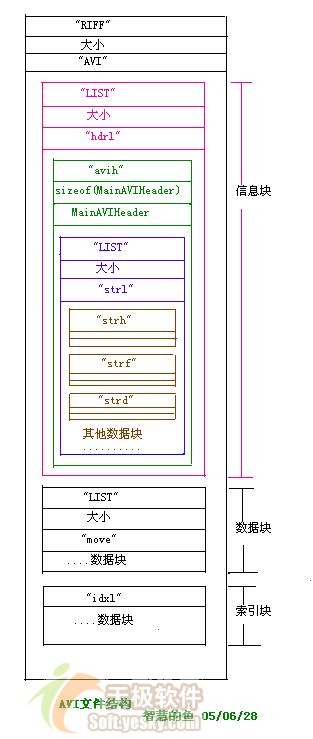 "RIFF"
大小
"AVI"
"LIST"
大小
"hdrl"
"avih"
sizeof(MainAVIHeader)
MainAVIHeader
"LIST"
大小
"strl"
"strh"
"strf"
"strd"
其他数据块
..........
信息块
"LIST"
大小
"move"
....数据块
数据块
"idxl"
....数据块
索引块
AVI文件结构
智慧的鱼 05/06/28
天极软件
Soft.yesky.com